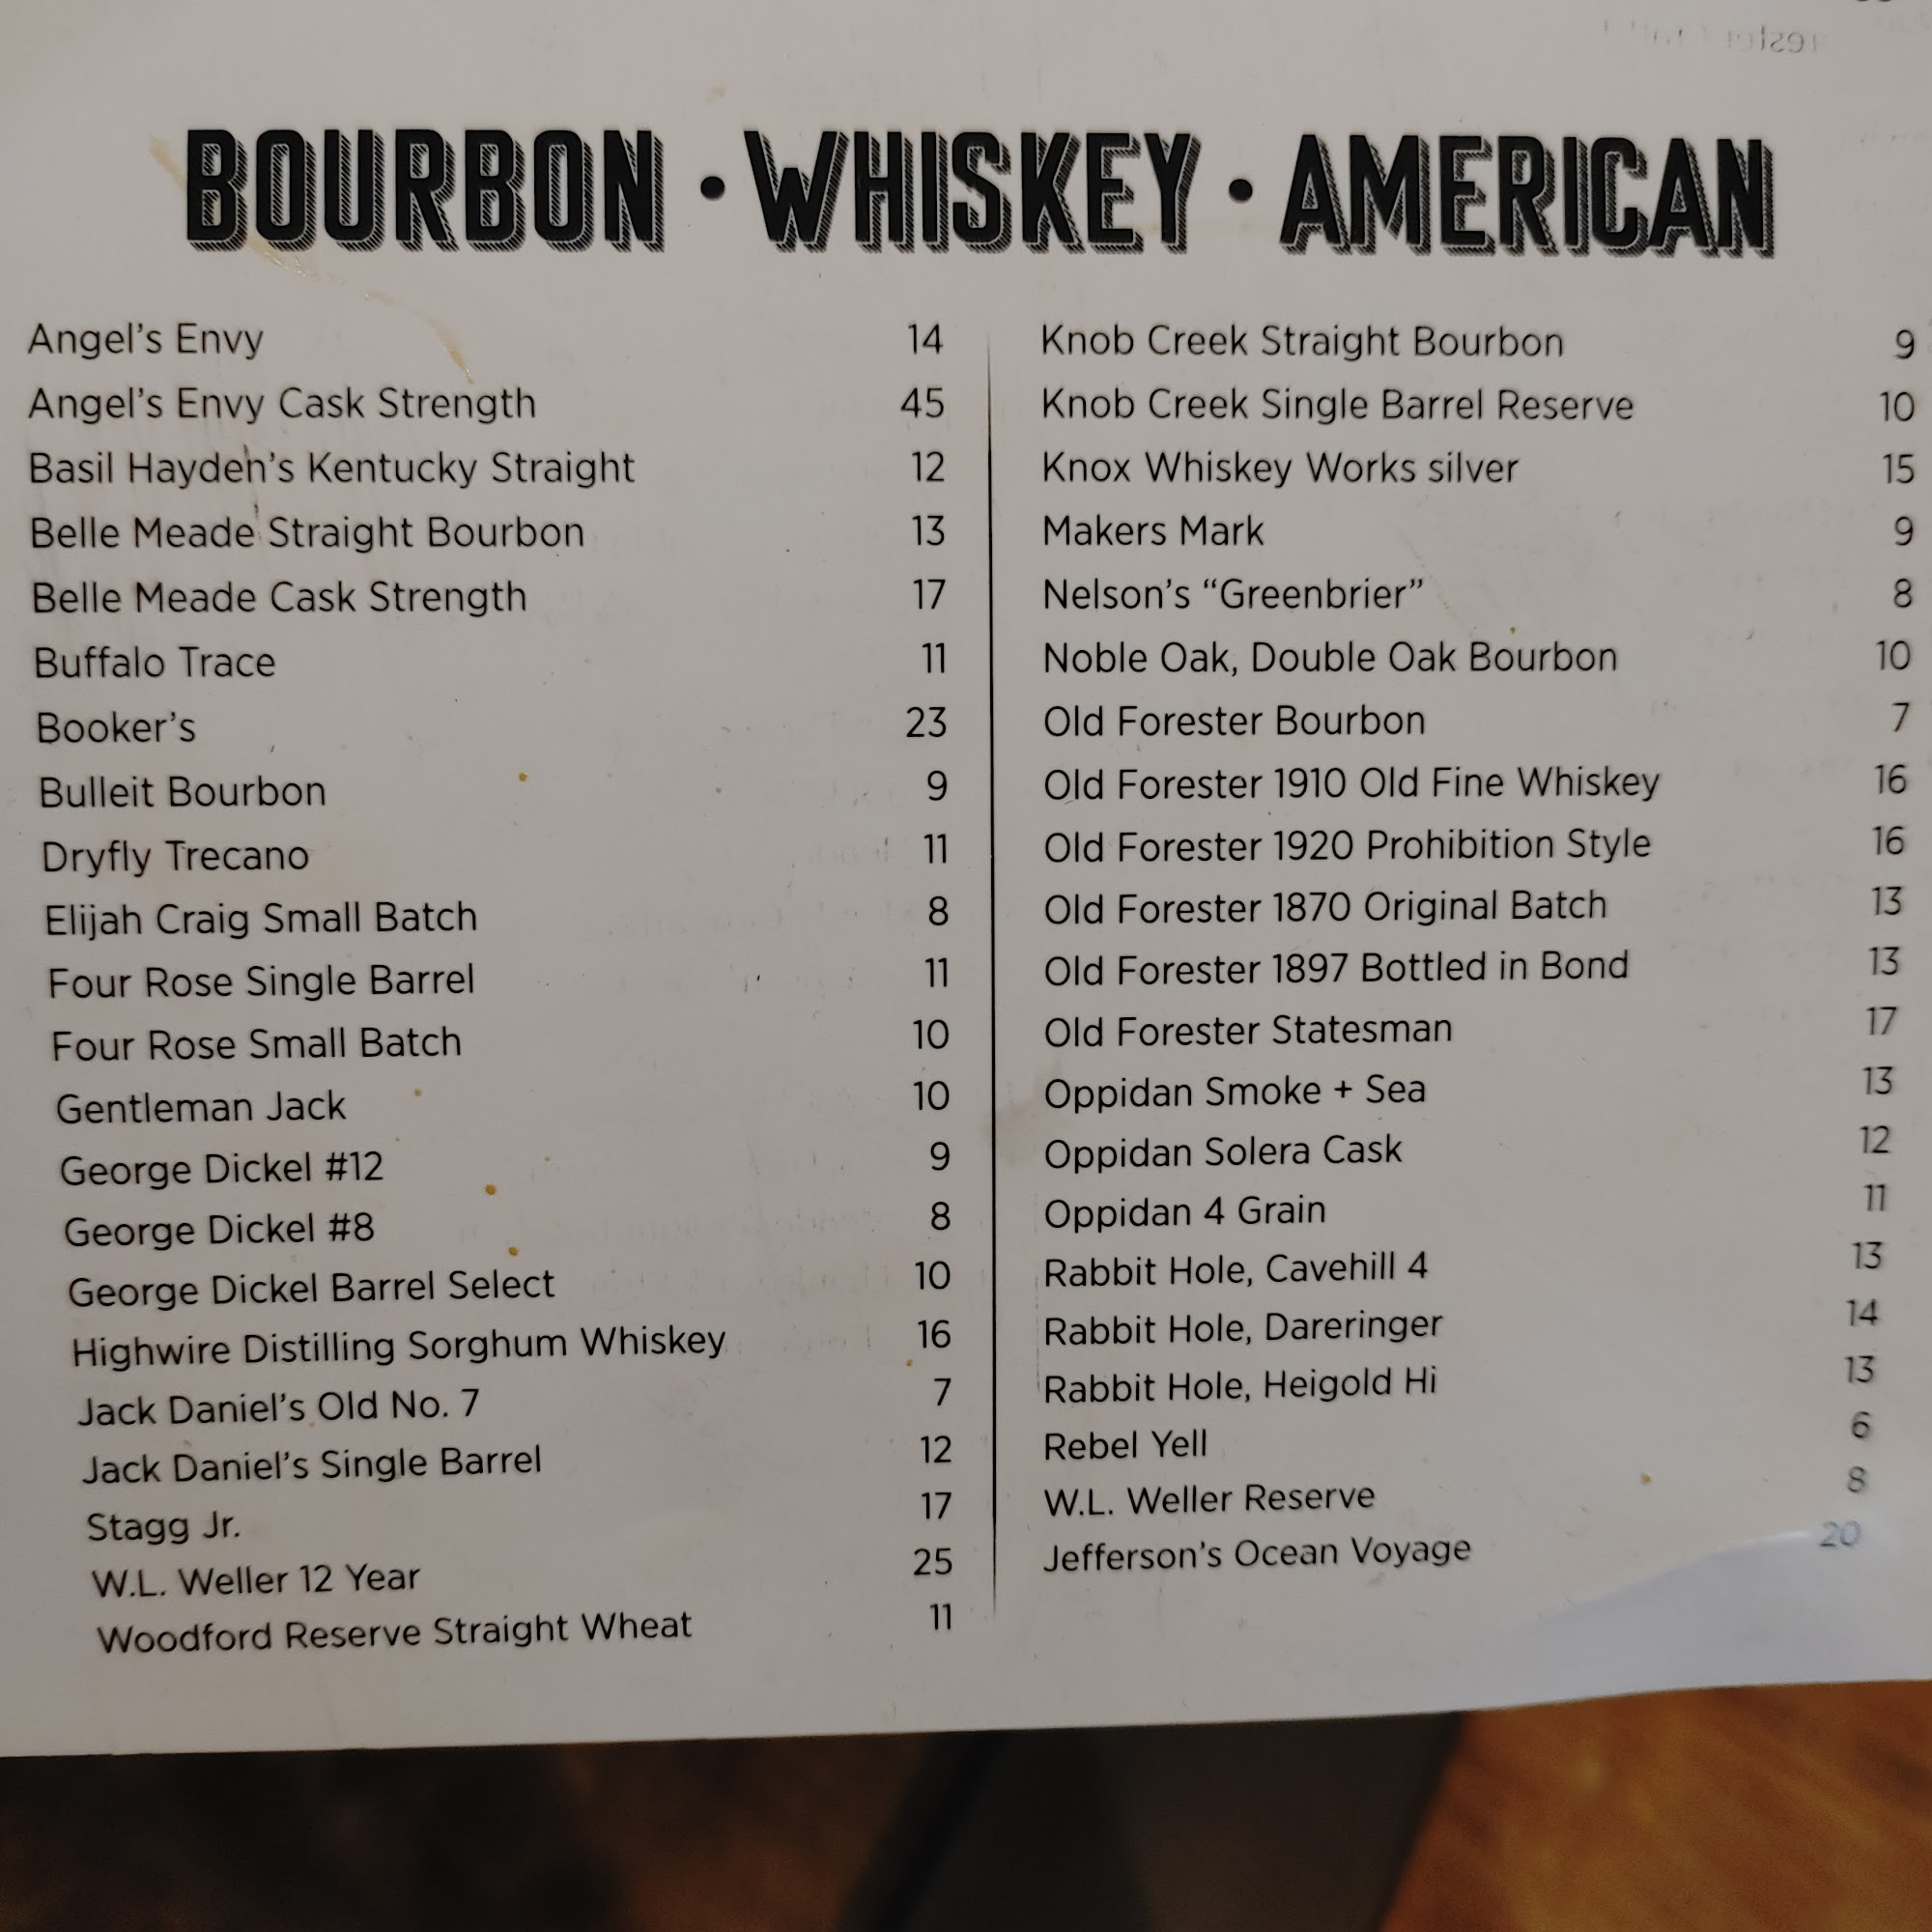 BOURBON • WHISKEY • AMERICAN
Angel's Envy 14
Angel's Envy Cask Strength 45
Basil Hayden's Kentucky Straight 12
Belle Meade Straight Bourbon 13
Belle Meade Cask Strength 17
Buffalo Trace 11
Booker's 23
Bulleit Bourbon 9
Dryfly Trecano 11
Elijah Craig Small Batch 8
Four Rose Single Barrel 11
Four Rose Small Batch 10
Gentleman Jack 10
George Dickel #12 9
George Dickel #8 8
George Dickel Barrel Select 10
Highwire Distilling Sorghum Whiskey 16
Jack Daniel's Old No. 7 7
Jack Daniel's Single Barrel 12
Stagg Jr. 17
W.L. Weller 12 Year 25
Woodford Reserve Straight Wheat 11
Knob Creek Straight Bourbon 9
Knob Creek Single Barrel Reserve 10
Knox Whiskey Works silver 15
Makers Mark 9
Nelson's “Greenbrier” 8
Noble Oak, Double Oak Bourbon 10
Old Forester Bourbon 7
Old Forester 1910 Old Fine Whiskey 16
Old Forester 1920 Prohibition Style 16
Old Forester 1870 Original Batch 13
Old Forester 1897 Bottled in Bond 13
Old Forester Statesman 17
Oppidan Smoke + Sea 13
Oppidan Solera Cask 12
Oppidan 4 Grain 11
Rabbit Hole, Cavehill 4 13
Rabbit Hole, Dareringer 14
Rabbit Hole, Heigold Hi 13
Rebel Yell 6
W.L. Weller Reserve 8
Jefferson's Ocean Voyage 20